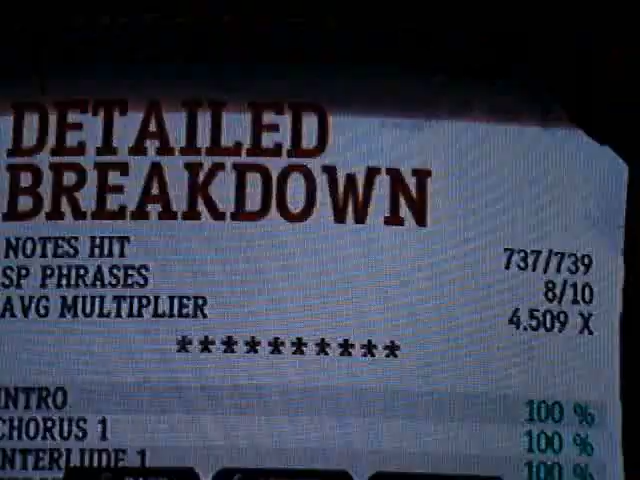 DETAILED
BREAKDOWN
NOTES HIT 737/739
SP PHRASES 8/10
AVG MULTIPLIER 4.509 X
**********
INTRO 100 %
CHORUS 1 100 %
INTERLUDE 1 100 %